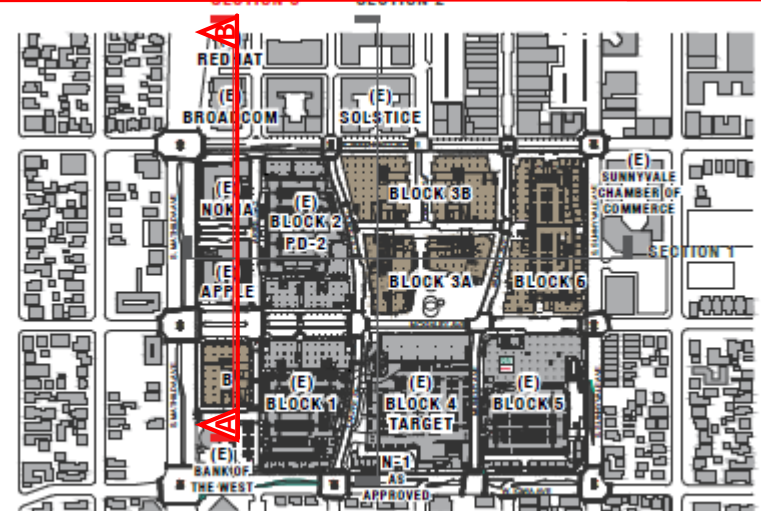 SECTION 2
B
REDHAT
(E)
BROADCOM
(E)
SOLSTICE
(E)
SUNNYVALE
CHAMBER OF
COMMERCE
(E)
NOKIA
(E)
BLOCK 2
PD-2
BLOCK 3B
SECTION 1
(E)
APPLE
BLOCK 3A
BLOCK 6
B
(E)
BLOCK 1
(E)
BLOCK 4
TARGET
(E)
BLOCK 5
A
(E)
BANK OF
THE WEST
N-1
AS
APPROVED